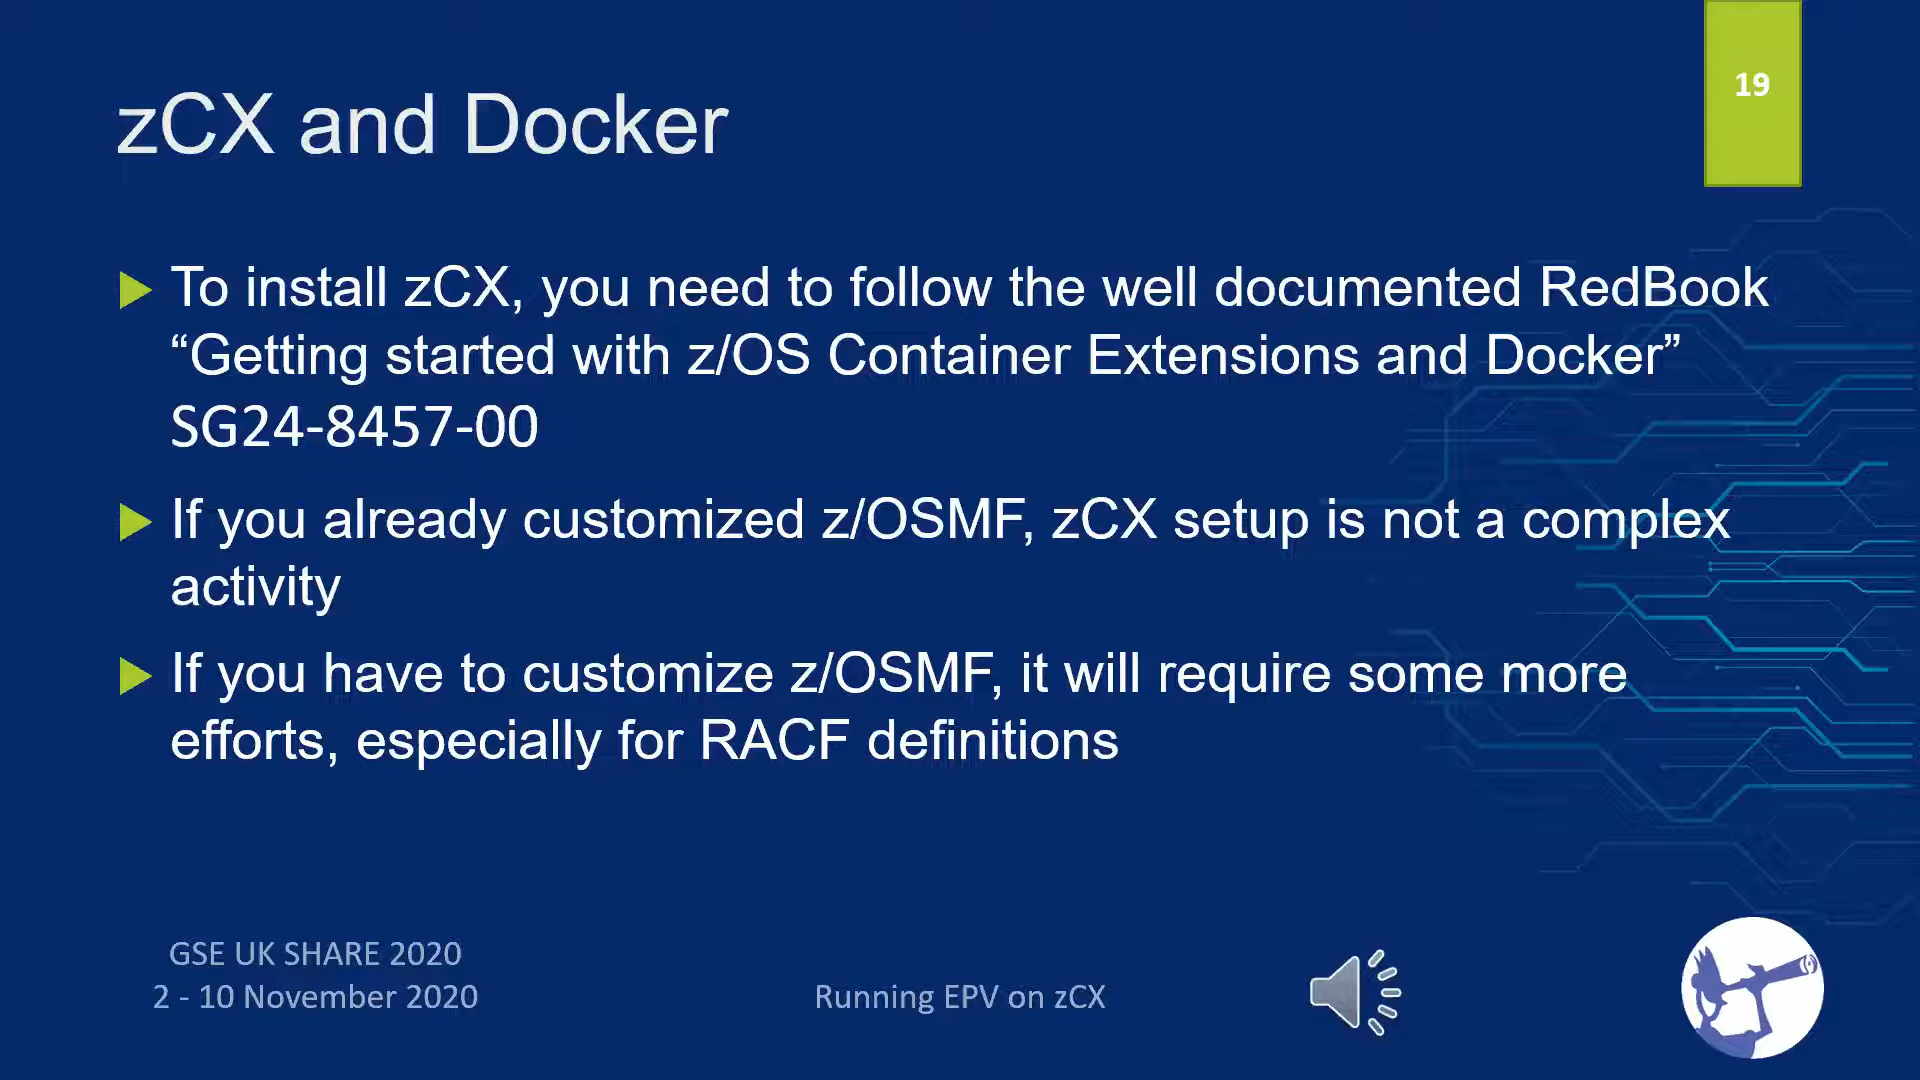 19
zCX and Docker
To install zCX, you need to follow the well documented RedBook
“Getting started with z/OS Container Extensions and Docker”
SG24-8457-00
If you already customized z/OSMF, zCX setup is not a complex
activity
If you have to customize z/OSMF, it will require some more
efforts, especially for RACF definitions
GSE UK SHARE 2020
2 - 10 November 2020
Running EPV on zCX